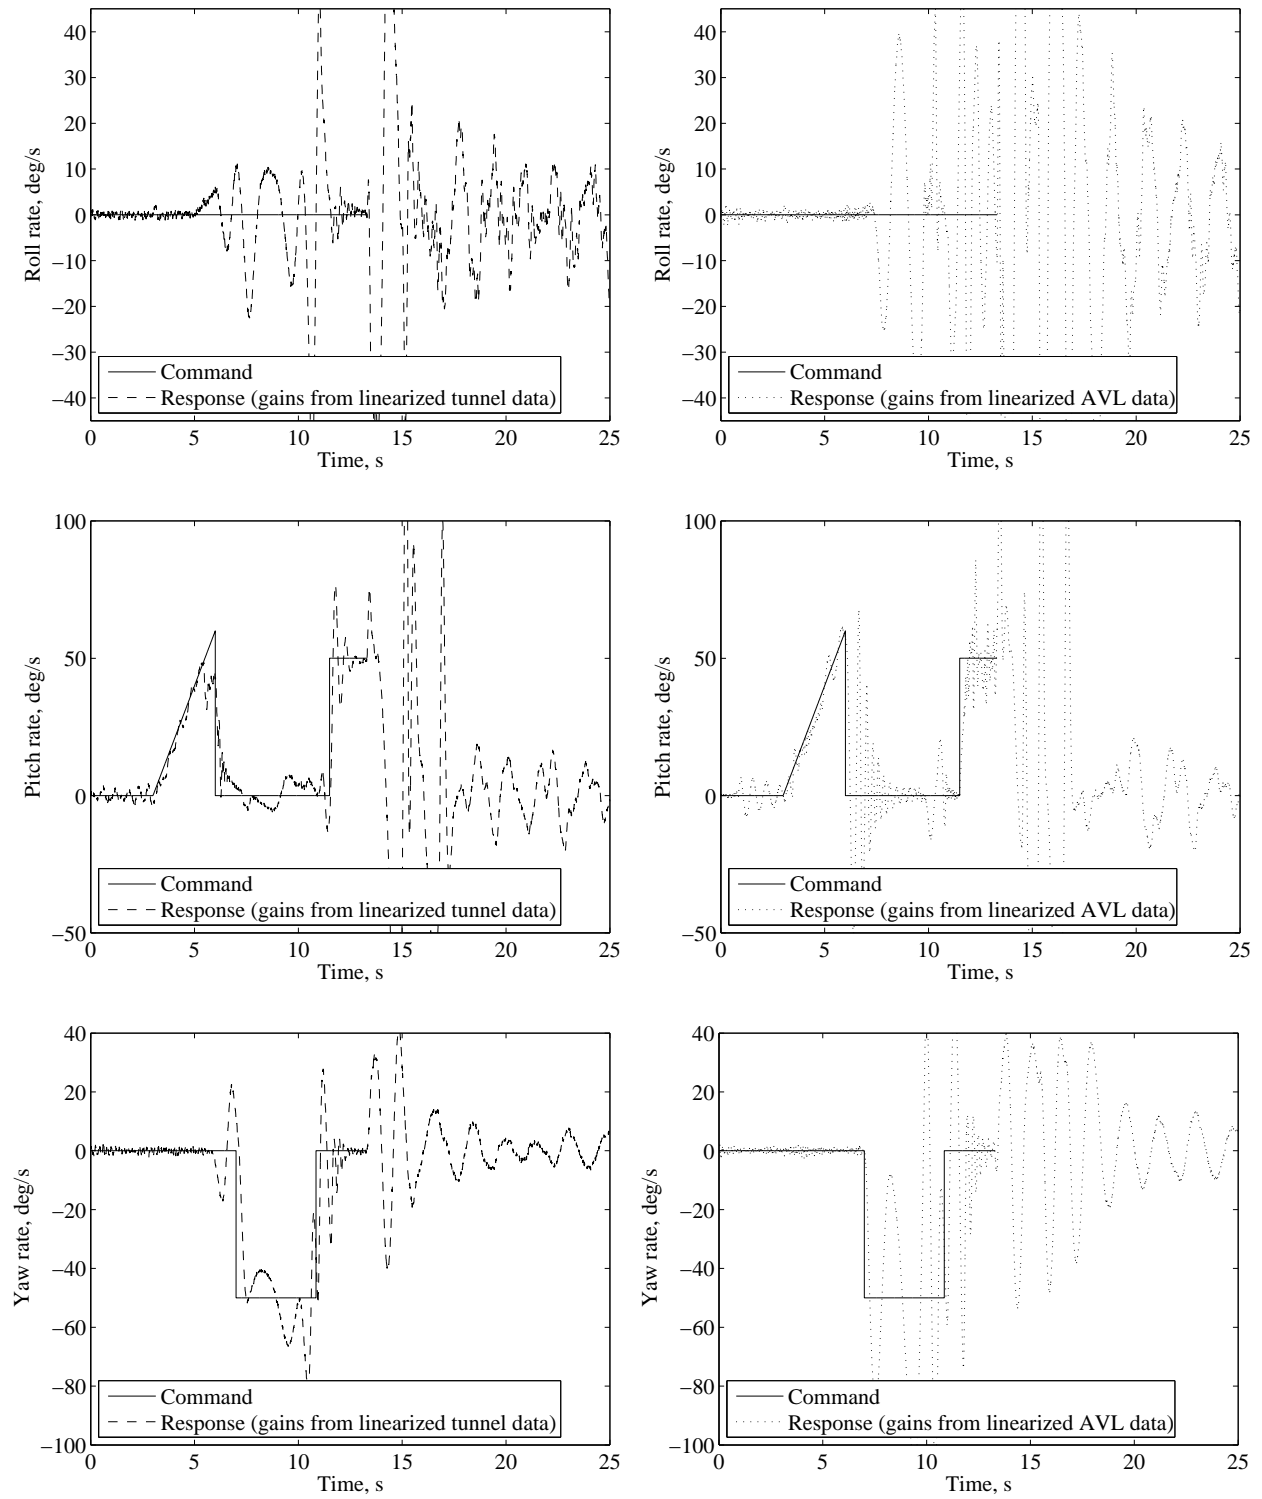 40
30
20
10
0
−10
−20
−30
−40
Roll rate, deg/s
Command
Response (gains from linearized tunnel data)
0 5 10 15 20 25
Time, s
40
30
20
10
0
−10
−20
−30
−40
Roll rate, deg/s
Command
Response (gains from linearized AVL data)
0 5 10 15 20 25
Time, s
100
50
0
−50
Pitch rate, deg/s
Command
Response (gains from linearized tunnel data)
0 5 10 15 20 25
Time, s
100
50
0
−50
Pitch rate, deg/s
Command
Response (gains from linearized AVL data)
0 5 10 15 20 25
Time, s
40
20
0
−20
−40
−60
−80
−100
Yaw rate, deg/s
Command
Response (gains from linearized tunnel data)
0 5 10 15 20 25
Time, s
40
20
0
−20
−40
−60
−80
−100
Yaw rate, deg/s
Command
Response (gains from linearized AVL data)
0 5 10 15 20 25
Time, s